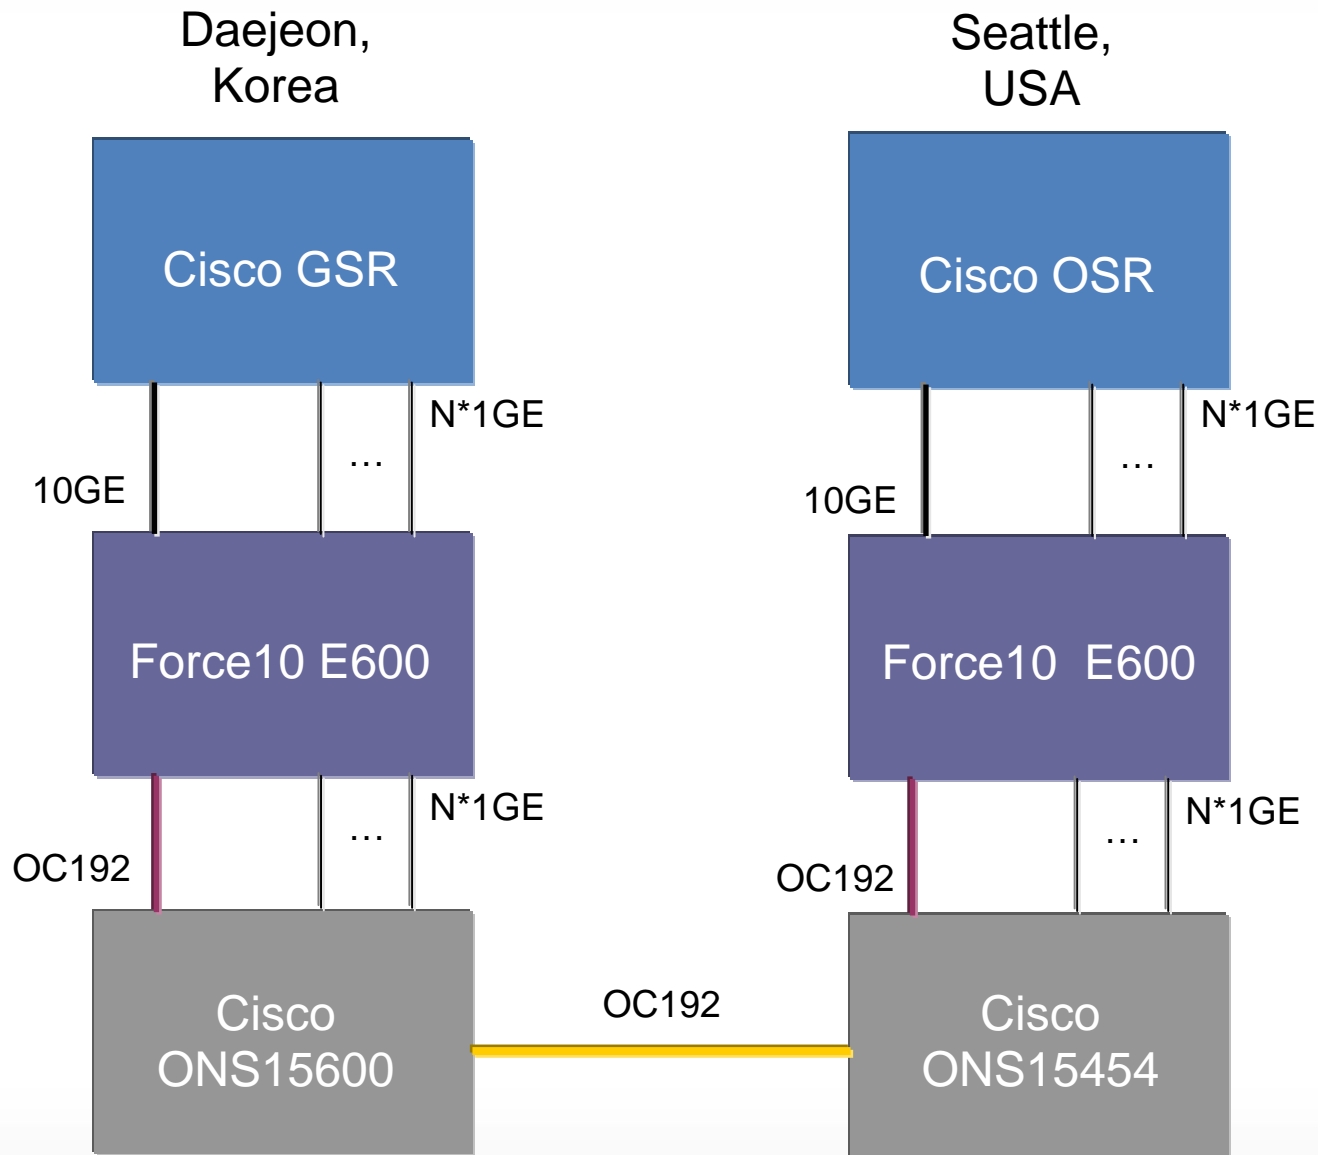 Daejeon,
Korea
Seattle,
USA
Cisco GSR
Cisco OSR
N*1GE
N*1GE
…
…
10GE
10GE
Force10 E600
Force10  E600
N*1GE
N*1GE
…
…
OC192
OC192
Cisco
ONS15600
OC192
Cisco
ONS15454